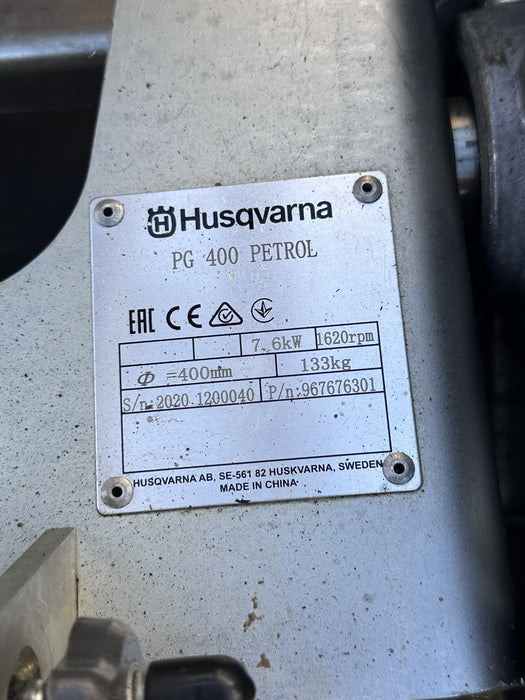 Husqvarna
PG 400 PETROL
EAC CE
7.6kW 1620rpm
Φ =400mm 133kg
S/n:2020 1200040 P/n:967676301
HUSQVARNA AB, SE-561 82 HUSKVARNA, SWEDEN
MADE IN CHINA